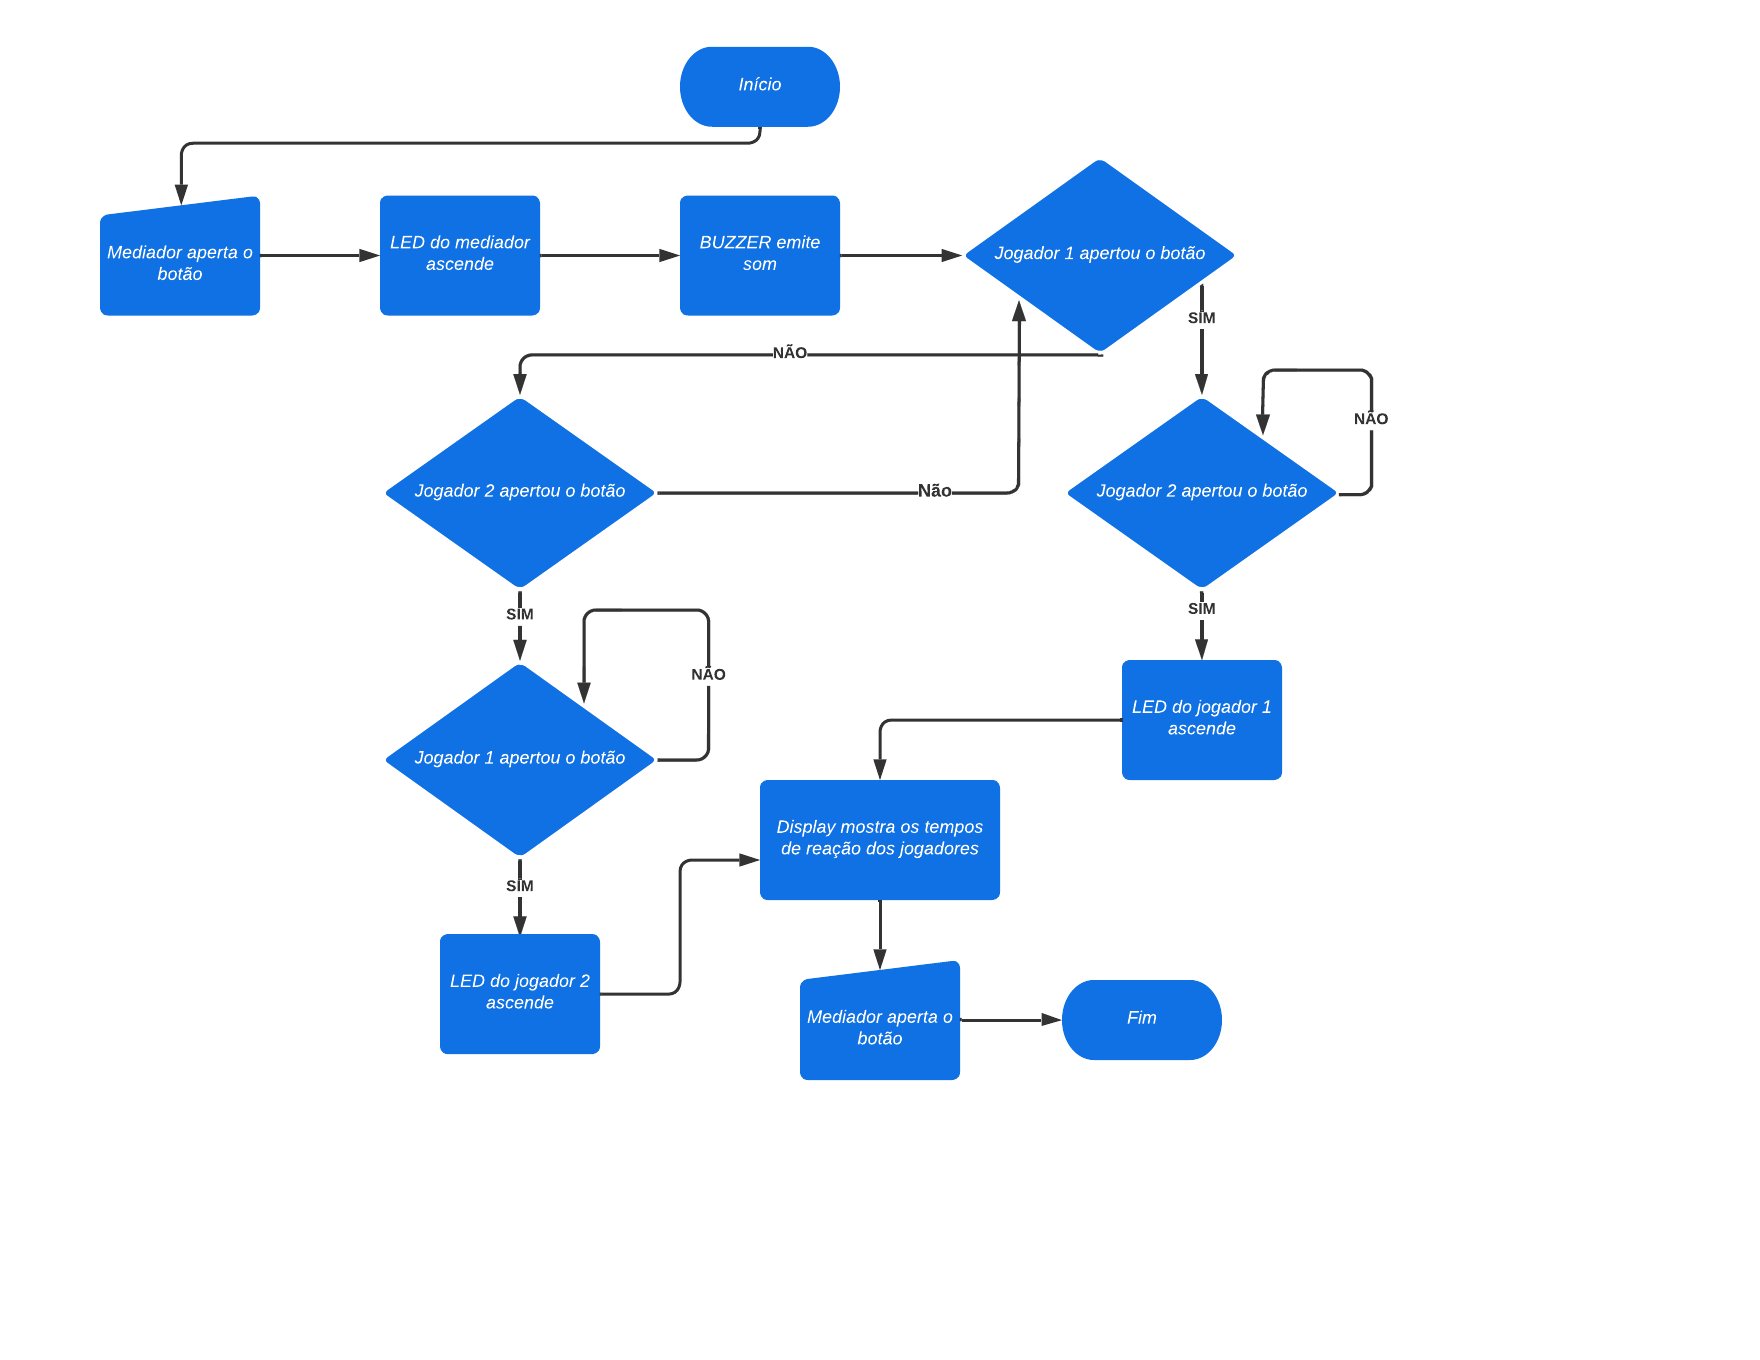 Início
Mediador aperta o
botão
LED do mediador
ascende
BUZZER emite
som
Jogador 1 apertou o botão
SIM
NÃO
NÃO
Jogador 2 apertou o botão
Não
Jogador 2 apertou o botão
SIM
SIM
NÃO
LED do jogador 1
ascende
Jogador 1 apertou o botão
Display mostra os tempos
de reação dos jogadores
SIM
LED do jogador 2
ascende
Mediador aperta o
botão
Fim